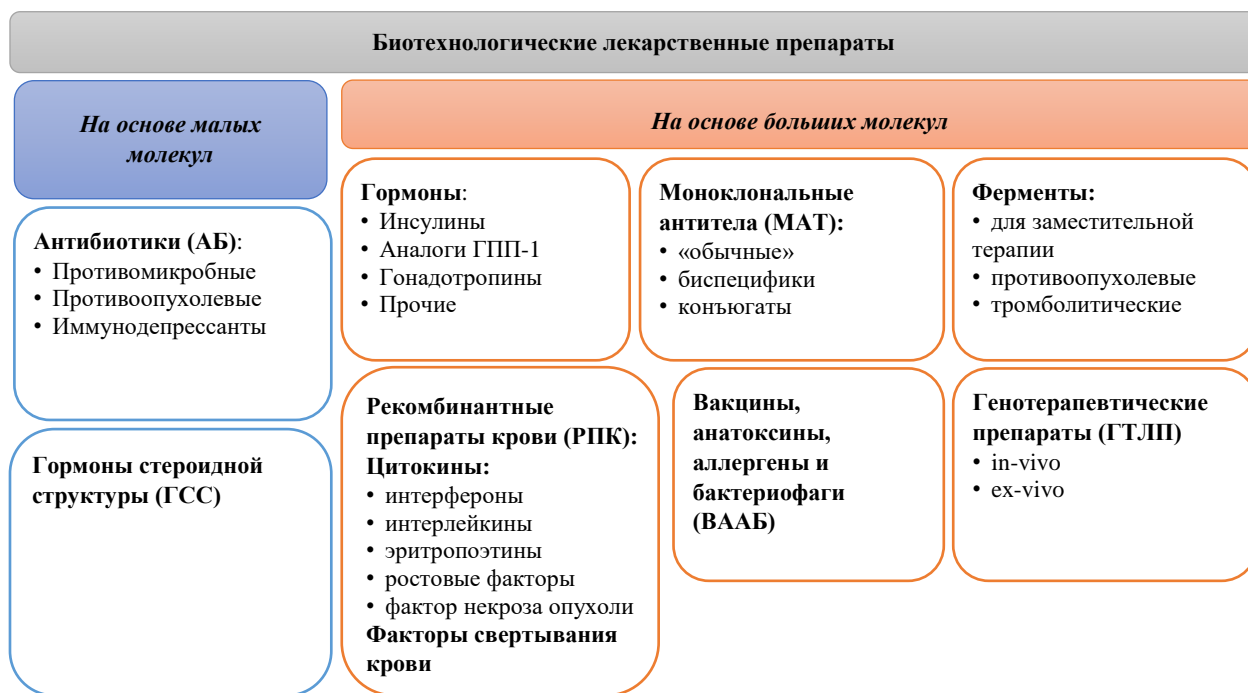 Биотехнологические лекарственные препараты
На основе малых
молекул
На основе больших молекул
Антибиотики (АБ):
• Противомикробные
• Противоопухолевые
• Иммунодепрессанты
Гормоны стероидной
структуры (ГСС)
Гормоны:
• Инсулины
• Аналоги ГПП-1
• Гонадотропины
• Прочие
Моноклональные
антитела (МАТ):
• «обычные»
• биспецифики
• конъюгаты
Ферменты:
• для заместительной
терапии
• противоопухолевые
• тромболитические
Рекомбинантные
препараты крови (РПК):
Цитокины:
• интерфероны
• интерлейкины
• эритропоэтины
• ростовые факторы
• фактор некроза опухоли
Факторы свертывания
крови
Вакцины,
анатоксины,
аллергены и
бактериофаги
(ВААБ)
Генотерапевтические
препараты (ГТЛП)
• in-vivo
• ex-vivo